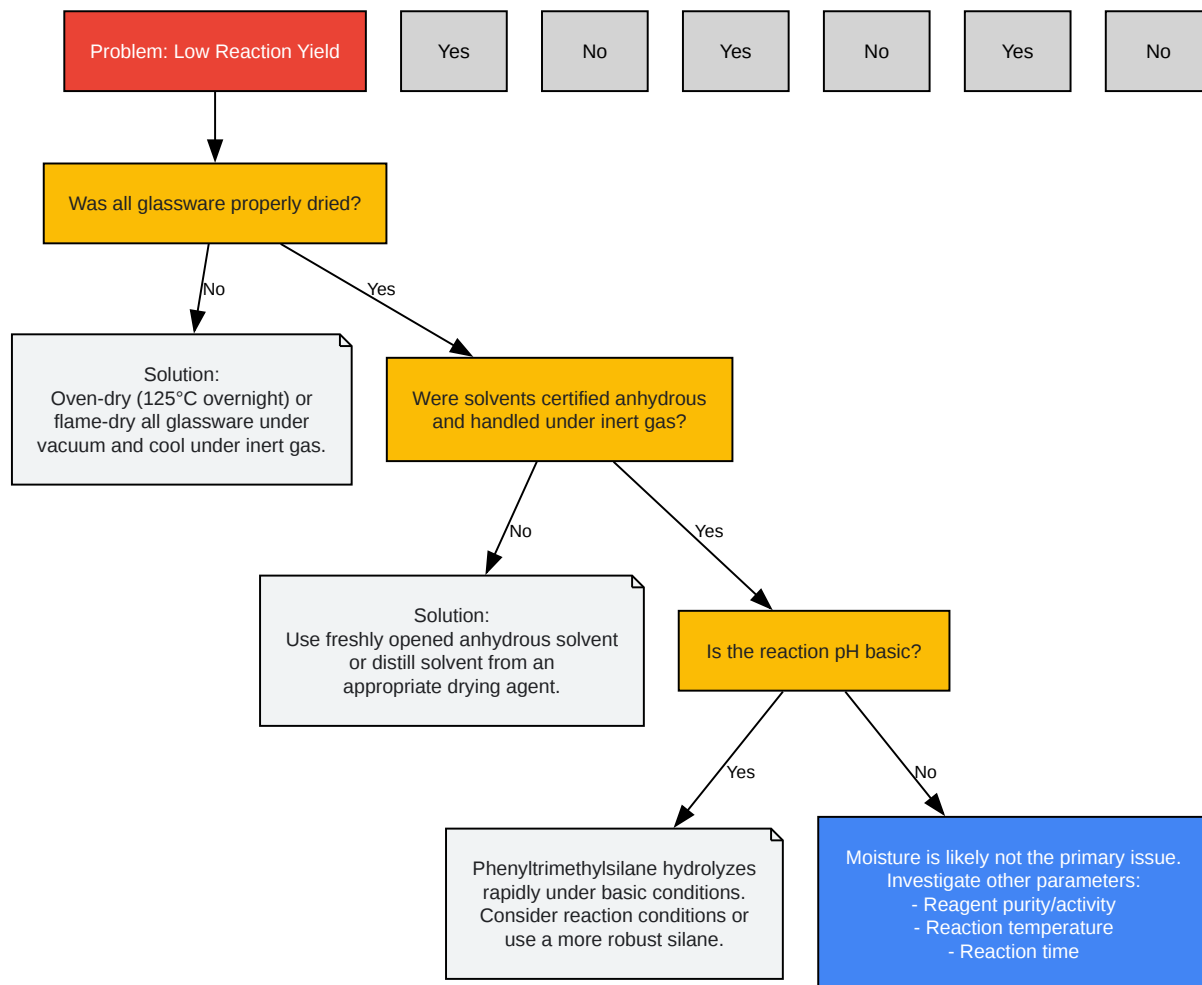 Problem: Low Reaction Yield
Yes
No
Yes
No
Yes
No
Was all glassware properly dried?
No
Yes
Solution:
Oven-dry (125°C overnight) or
flame-dry all glassware under
vacuum and cool under inert gas.
Were solvents certified anhydrous
and handled under inert gas?
No
Yes
Solution:
Use freshly opened anhydrous solvent
or distill solvent from an
appropriate drying agent.
Is the reaction pH basic?
Yes
No
Phenyltrimethylsilane hydrolyzes
rapidly under basic conditions.
Consider reaction conditions or
use a more robust silane.
Moisture is likely not the primary issue.
Investigate other parameters:
- Reagent purity/activity
- Reaction temperature
- Reaction time